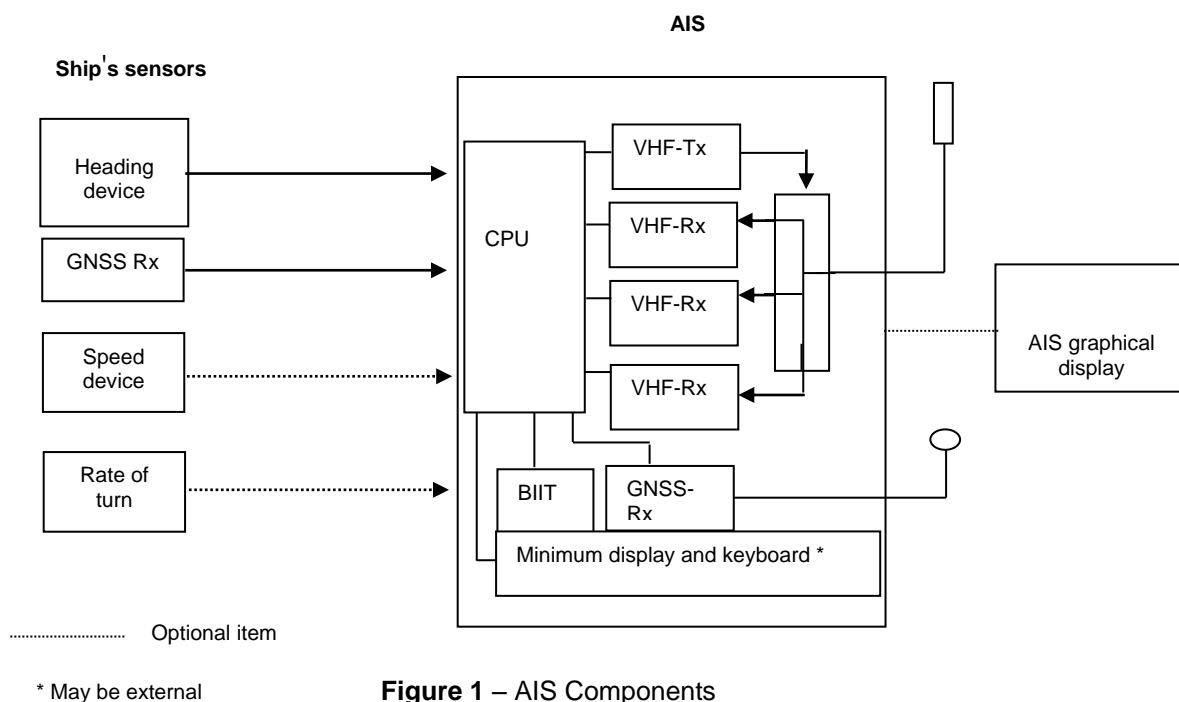 AIS
Ship's sensors
Heading
device
GNSS Rx
Speed
device
Rate of
turn
VHF-Tx
CPU
VHF-Rx
VHF-Rx
VHF-Rx
BIIT
GNSS-
Rx
Minimum display and keyboard *
AIS graphical
display
Optional item
* May be external
Figure 1 – AIS Components